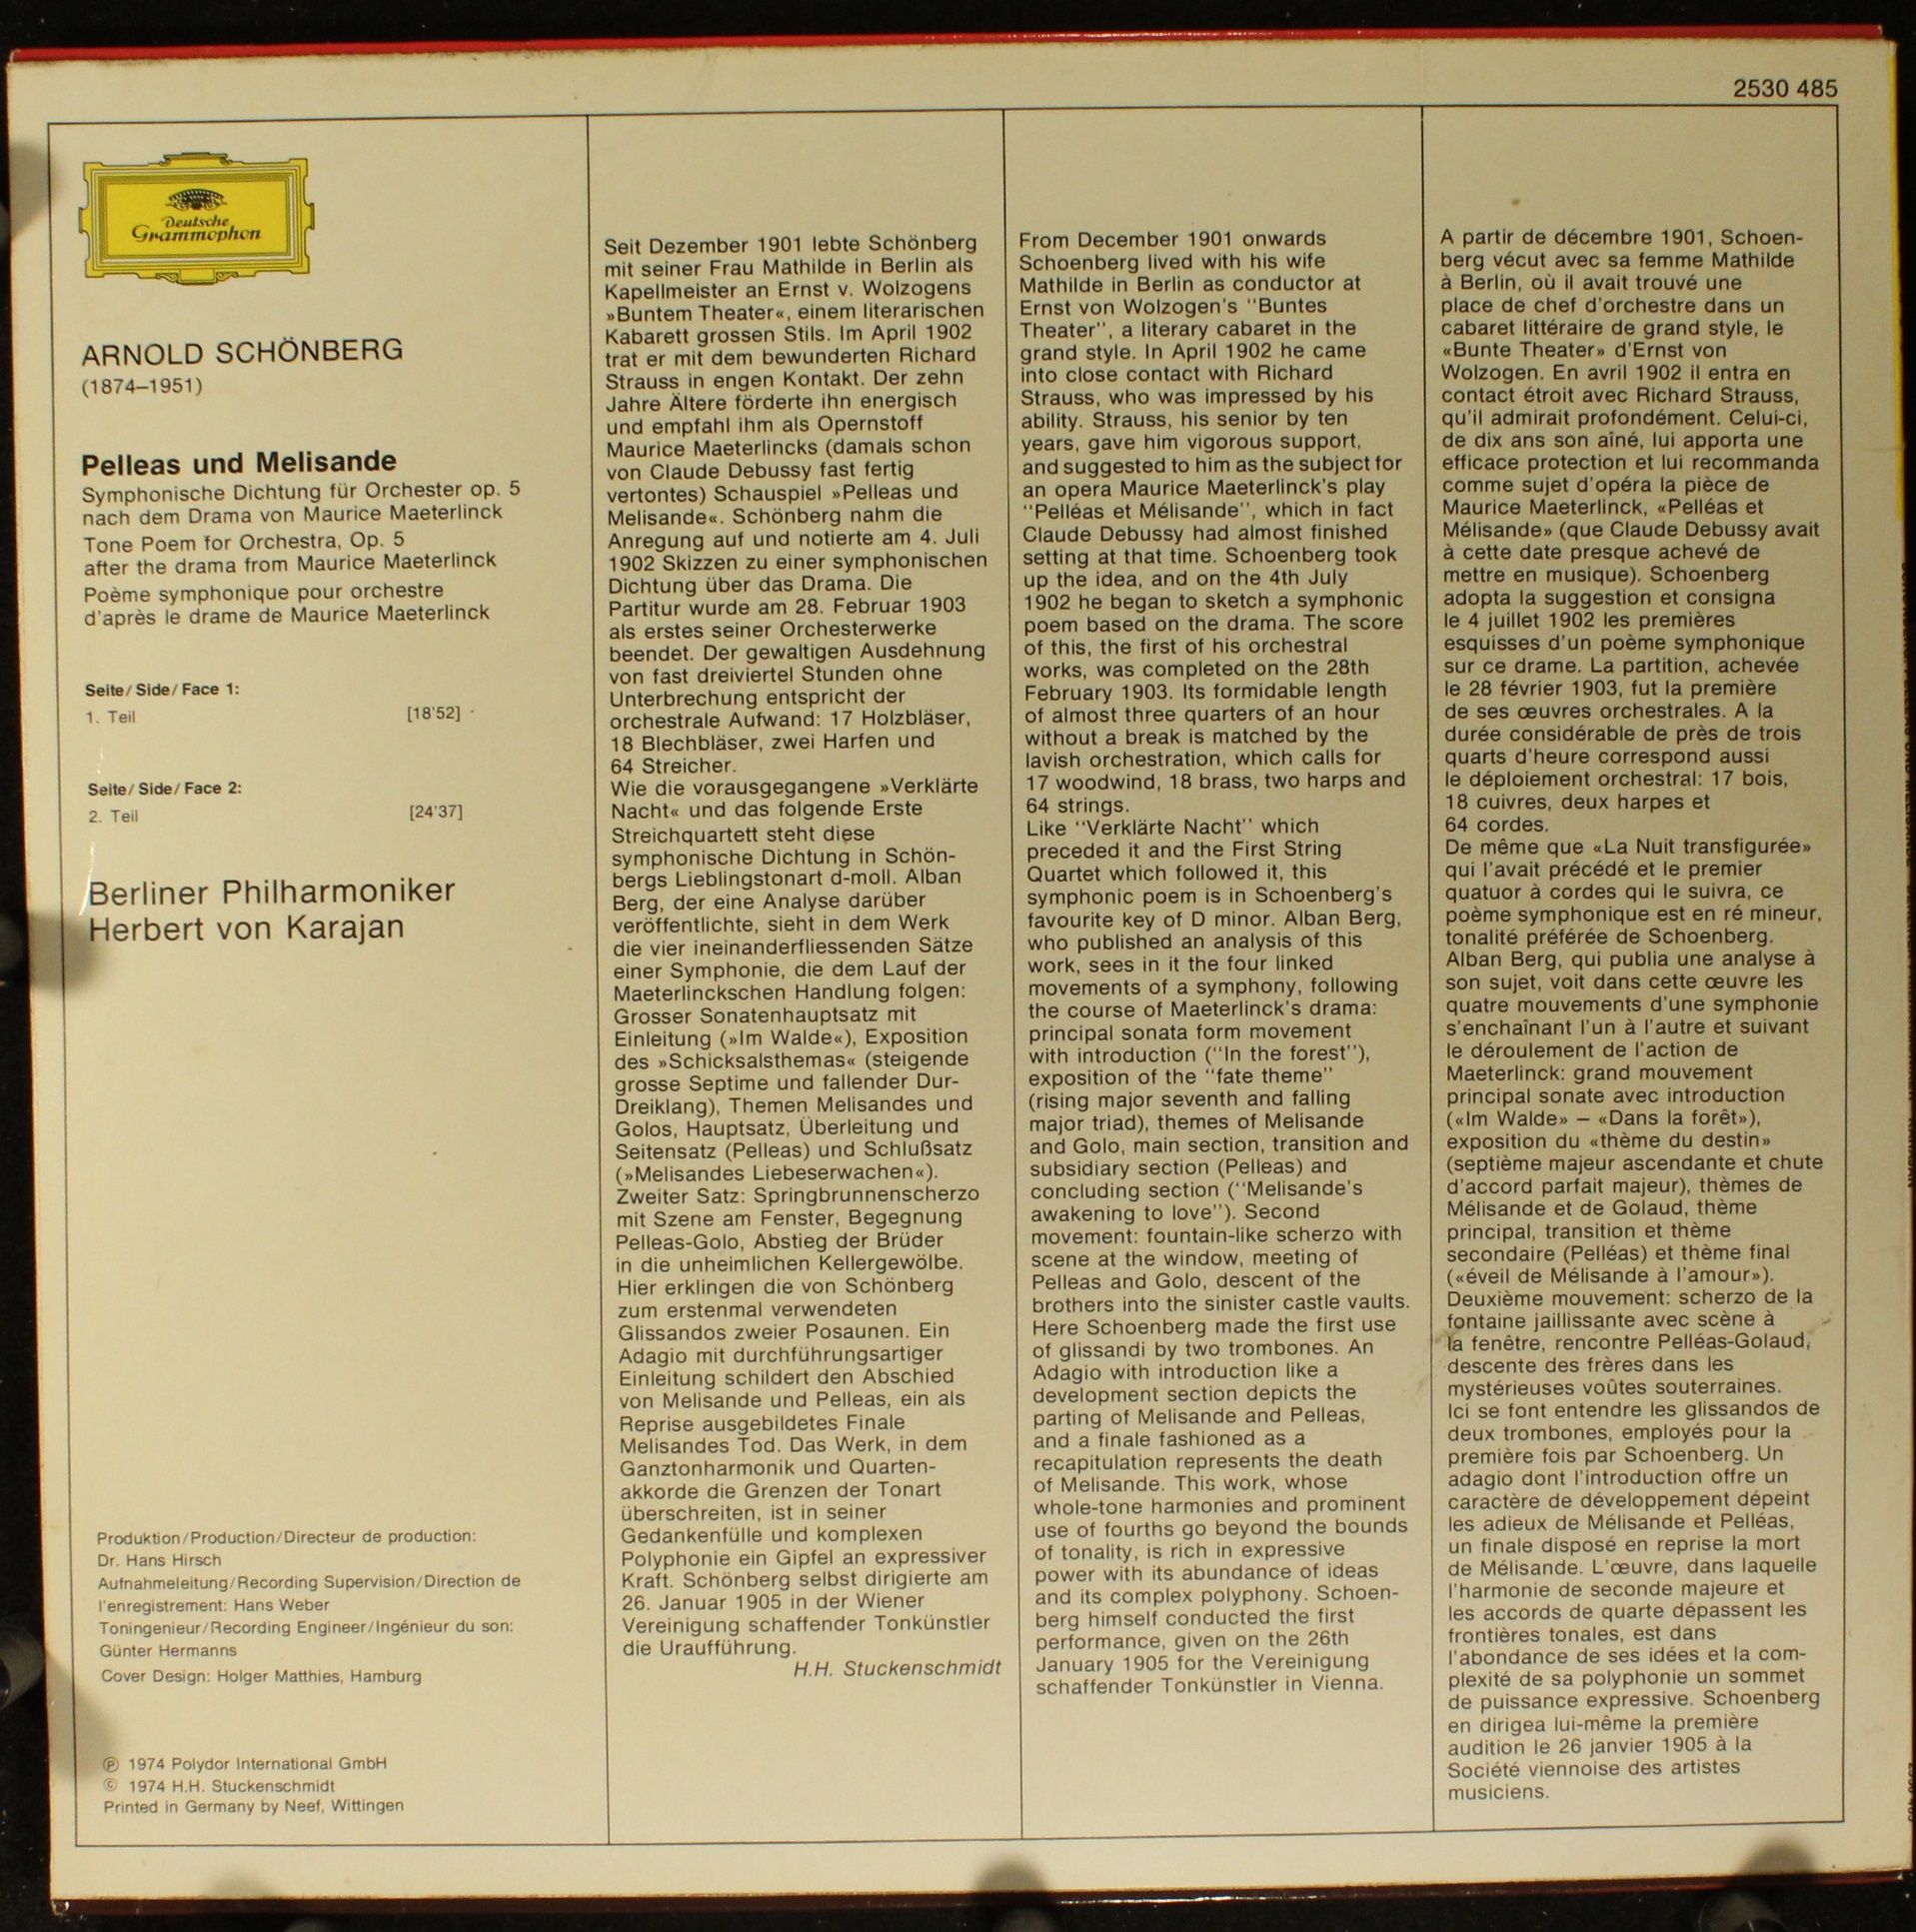 2530 485
Deutsche
Grammophon
ARNOLD SCHÖNBERG
(1874–1951)
Pelleas und Melisande
Symphonische Dichtung für Orchester op. 5
nach dem Drama von Maurice Maeterlinck
Tone Poem for Orchestra, Op. 5
after the drama from Maurice Maeterlinck
Poème symphonique pour orchestre
d'après le drame de Maurice Maeterlinck
Seite/Side/Face 1:
1. Teil [18'52]
Seite/Side/Face 2:
2. Teil [24'37]
Berliner Philharmoniker
Herbert von Karajan
Produktion/Production/Directeur de production:
Dr. Hans Hirsch
Aufnahmeleitung/Recording Supervision/Direction de
l'enregistrement: Hans Weber
Toningenieur/Recording Engineer/Ingénieur du son:
Günter Hermanns
Cover Design: Holger Matthies, Hamburg
℗ 1974 Polydor International GmbH
© 1974 H.H. Stuckenschmidt
Printed in Germany by Neef, Wittingen
Seit Dezember 1901 lebte Schönberg
mit seiner Frau Mathilde in Berlin als
Kapellmeister an Ernst v. Wolzogens
»Buntem Theater«, einem literarischen
Kabarett grossen Stils. Im April 1902
trat er mit dem bewunderten Richard
Strauss in engen Kontakt. Der zehn
Jahre Ältere förderte ihn energisch
und empfahl ihm als Opernstoff
Maurice Maeterlincks (damals schon
von Claude Debussy fast fertig
vertontes) Schauspiel »Pelleas und
Melisande«. Schönberg nahm die
Anregung auf und notierte am 4. Juli
1902 Skizzen zu einer symphonischen
Dichtung über das Drama. Die
Partitur wurde am 28. Februar 1903
als erstes seiner Orchesterwerke
beendet. Der gewaltigen Ausdehnung
von fast dreiviertel Stunden ohne
Unterbrechung entspricht der
orchestrale Aufwand: 17 Holzbläser,
18 Blechbläser, zwei Harfen und
64 Streicher.
Wie die vorausgegangene »Verklärte
Nacht« und das folgende Erste
Streichquartett steht diese
symphonische Dichtung in Schön-
bergs Lieblingstonart d-moll. Alban
Berg, der eine Analyse darüber
veröffentlichte, sieht in dem Werk
die vier ineinanderfliessenden Sätze
einer Symphonie, die dem Lauf der
Maeterlinckschen Handlung folgen:
Grosser Sonatenhauptsatz mit
Einleitung (»Im Walde«), Exposition
des »Schicksalsthemas« (steigende
grosse Septime und fallender Dur-
Dreiklang), Themen Melisandes und
Golos, Hauptsatz, Überleitung und
Seitensatz (Pelleas) und Schlußsatz
(»Melisandes Liebeserwachen«).
Zweiter Satz: Springbrunnenscherzo
mit Szene am Fenster, Begegnung
Pelleas-Golo, Abstieg der Brüder
in die unheimlichen Kellergewölbe.
Hier erklingen die von Schönberg
zum erstenmal verwendeten
Glissandos zweier Posaunen. Ein
Adagio mit durchführungsartiger
Einleitung schildert den Abschied
von Melisande und Pelleas, ein als
Reprise ausgebildetes Finale
Melisandes Tod. Das Werk, in dem
Ganztonharmonik und Quarten-
akkorde die Grenzen der Tonart
überschreiten, ist in seiner
Gedankenfülle und komplexen
Polyphonie ein Gipfel an expressiver
Kraft. Schönberg selbst dirigierte am
26. Januar 1905 in der Wiener
Vereinigung schaffender Tonkünstler
die Uraufführung.
H.H. Stuckenschmidt
From December 1901 onwards
Schoenberg lived with his wife
Mathilde in Berlin as conductor at
Ernst von Wolzogen's "Buntes
Theater", a literary cabaret in the
grand style. In April 1902 he came
into close contact with Richard
Strauss, who was impressed by his
ability. Strauss, his senior by ten
years, gave him vigorous support,
and suggested to him as the subject for
an opera Maurice Maeterlinck's play
"Pelléas et Mélisande", which in fact
Claude Debussy had almost finished
setting at that time. Schoenberg took
up the idea, and on the 4th July
1902 he began to sketch a symphonic
poem based on the drama. The score
of this, the first of his orchestral
works, was completed on the 28th
February 1903. Its formidable length
of almost three quarters of an hour
without a break is matched by the
lavish orchestration, which calls for
17 woodwind, 18 brass, two harps and
64 strings.
Like "Verklärte Nacht" which
preceded it and the First String
Quartet which followed it, this
symphonic poem is in Schoenberg's
favourite key of D minor. Alban Berg,
who published an analysis of this
work, sees in it the four linked
movements of a symphony, following
the course of Maeterlinck's drama:
principal sonata form movement
with introduction ("In the forest"),
exposition of the "fate theme"
(rising major seventh and falling
major triad), themes of Melisande
and Golo, main section, transition and
subsidiary section (Pelleas) and
concluding section ("Melisande's
awakening to love"). Second
movement: fountain-like scherzo with
scene at the window, meeting of
Pelleas and Golo, descent of the
brothers into the sinister castle vaults.
Here Schoenberg made the first use
of glissandi by two trombones. An
Adagio with introduction like a
development section depicts the
parting of Melisande and Pelleas,
and a finale fashioned as a
recapitulation represents the death
of Melisande. This work, whose
whole-tone harmonies and prominent
use of fourths go beyond the bounds
of tonality, is rich in expressive
power with its abundance of ideas
and its complex polyphony. Schoen-
berg himself conducted the first
performance, given on the 26th
January 1905 for the Vereinigung
schaffender Tonkünstler in Vienna.
A partir de décembre 1901, Schoen-
berg vécut avec sa femme Mathilde
à Berlin, où il avait trouvé une
place de chef d'orchestre dans un
cabaret littéraire de grand style, le
«Bunte Theater» d'Ernst von
Wolzogen. En avril 1902 il entra en
contact étroit avec Richard Strauss,
qu'il admirait profondément. Celui-ci,
de dix ans son aîné, lui apporta une
efficace protection et lui recommanda
comme sujet d'opéra la pièce de
Maurice Maeterlinck, «Pelléas et
Mélisande» (que Claude Debussy avait
à cette date presque achevé de
mettre en musique). Schoenberg
adopta la suggestion et consigna
le 4 juillet 1902 les premières
esquisses d'un poème symphonique
sur ce drame. La partition, achevée
le 28 février 1903, fut la première
de ses œuvres orchestrales. A la
durée considérable de près de trois
quarts d'heure correspond aussi
le déploiement orchestral: 17 bois,
18 cuivres, deux harpes et
64 cordes.
De même que «La Nuit transfigurée»
qui l'avait précédé et le premier
quatuor à cordes qui le suivra, ce
poème symphonique est en ré mineur,
tonalité préférée de Schoenberg.
Alban Berg, qui publia une analyse à
son sujet, voit dans cette œuvre les
quatre mouvements d'une symphonie
s'enchaînant l'un à l'autre et suivant
le déroulement de l'action de
Maeterlinck: grand mouvement
principal sonate avec introduction
(«Im Walde» – «Dans la forêt»),
exposition du «thème du destin»
(septième majeur ascendante et chute
d'accord parfait majeur), thèmes de
Mélisande et de Golaud, thème
principal, transition et thème
secondaire (Pelléas) et thème final
(«éveil de Mélisande à l'amour»).
Deuxième mouvement: scherzo de la
fontaine jaillissante avec scène à
la fenêtre, rencontre Pelléas-Golaud,
descente des frères dans les
mystérieuses voûtes souterraines.
Ici se font entendre les glissandos de
deux trombones, employés pour la
première fois par Schoenberg. Un
adagio dont l'introduction offre un
caractère de développement dépeint
les adieux de Mélisande et Pelléas,
un finale disposé en reprise la mort
de Mélisande. L'œuvre, dans laquelle
l'harmonie de seconde majeure et
les accords de quarte dépassent les
frontières tonales, est dans
l'abondance de ses idées et la com-
plexité de sa polyphonie un sommet
de puissance expressive. Schoenberg
en dirigea lui-même la première
audition le 26 janvier 1905 à la
Société viennoise des artistes
musiciens.